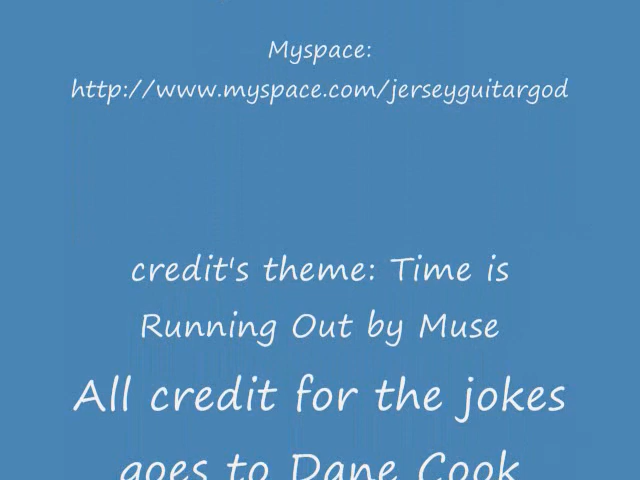 Myspace:
http://www.myspace.com/jerseyguitargod
credit's theme: Time is
Running Out by Muse
All credit for the jokes
goes to Dane Cook